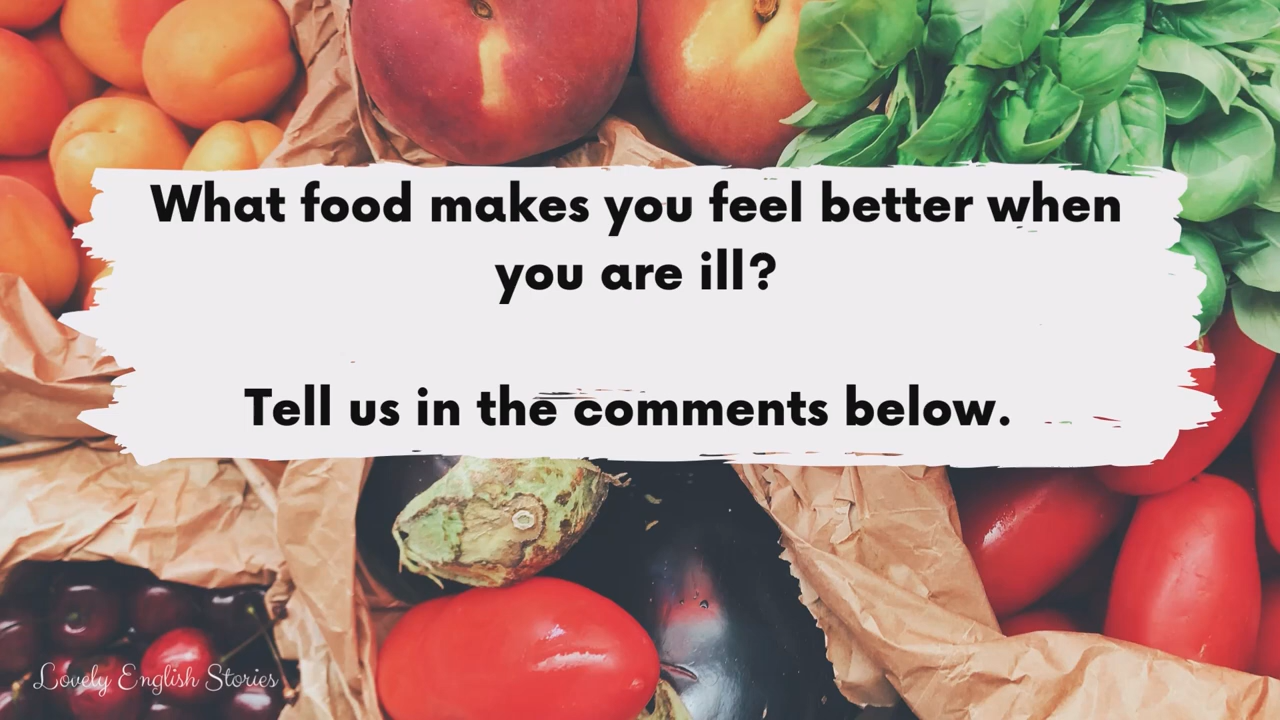 What food makes you feel better when
you are ill?
Tell us in the comments below.
Lovely English Stories